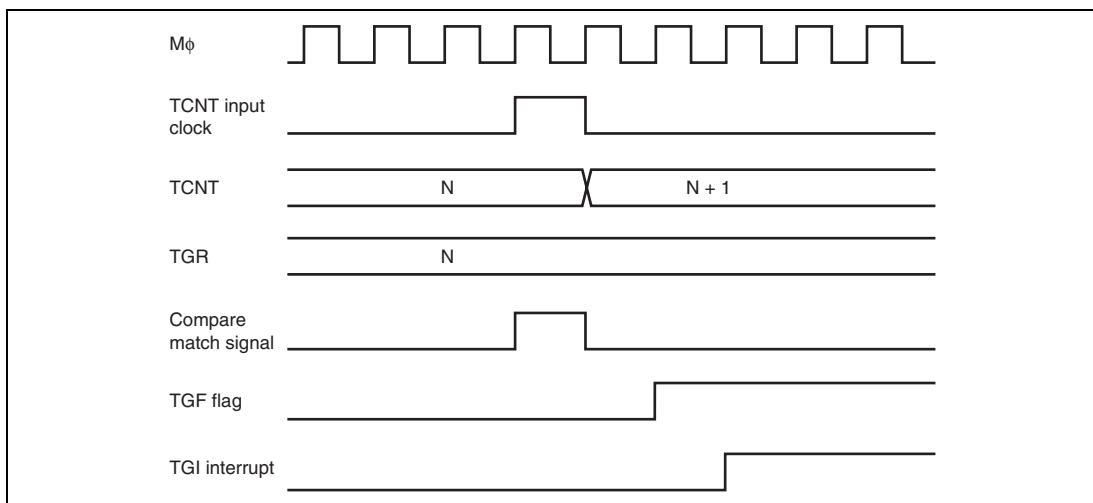 Mφ
TCNT input
clock
TCNT
N
N + 1
TGR
N
Compare
match signal
TGF flag
TGI interrupt